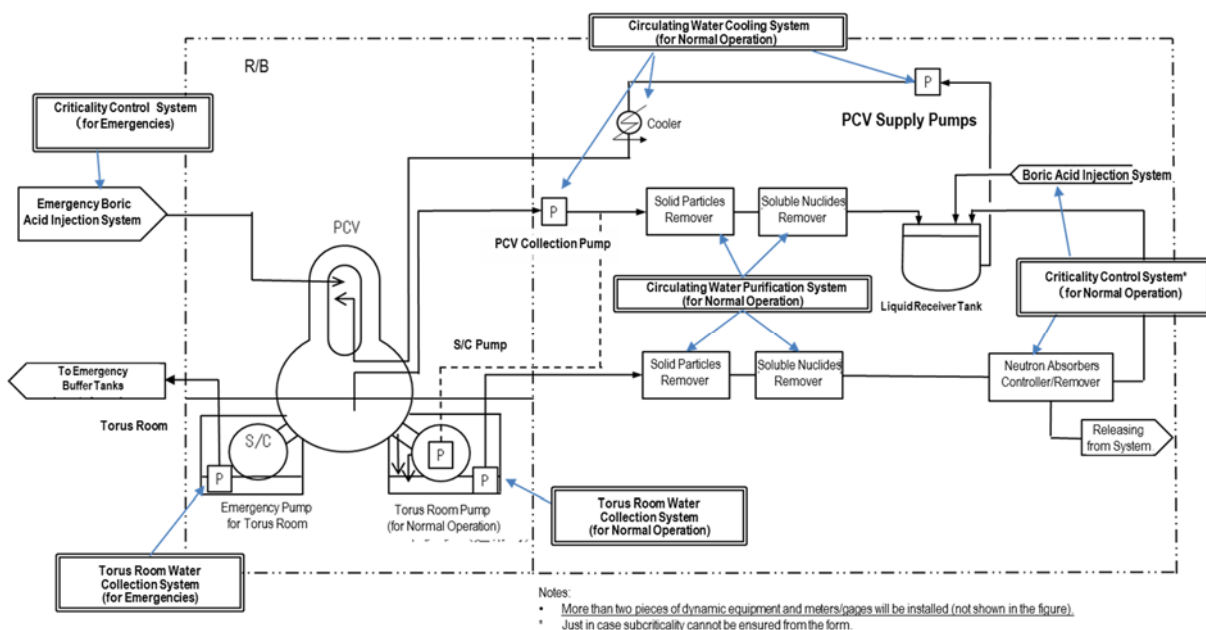 Circulating Water Cooling System
(for Normal Operation)
R/B
Criticality Control System
(for Emergencies)
P
Cooler
PCV Supply Pumps
Emergency Boric
Acid Injection System
Boric Acid Injection
System
PCV
P
Solid Particles
Remover
Soluble Nuclides
Remover
PCV Collection Pump
Circulating Water Purification System
(for Normal Operation)
Liquid Receiver Tank
Criticality Control System*
(for Normal Operation)
S/C Pump
To Emergency
Buffer Tanks
Solid Particles
Remover
Soluble Nuclides
Remover
Neutron Absorbers
Controller/Remover
Torus Room
S/C
P
P
P
Releasing
from System
Emergency Pump
for Torus Room
Torus Room Pump
(for Normal Operation)
Torus Room Water
Collection System
(for Normal Operation)
Torus Room Water
Collection System
(for Emergencies)
Notes:
• More than two pieces of dynamic equipment and meters/gages will be installed (not shown in the figure).
* Just in case subcriticality cannot be ensured from the form.